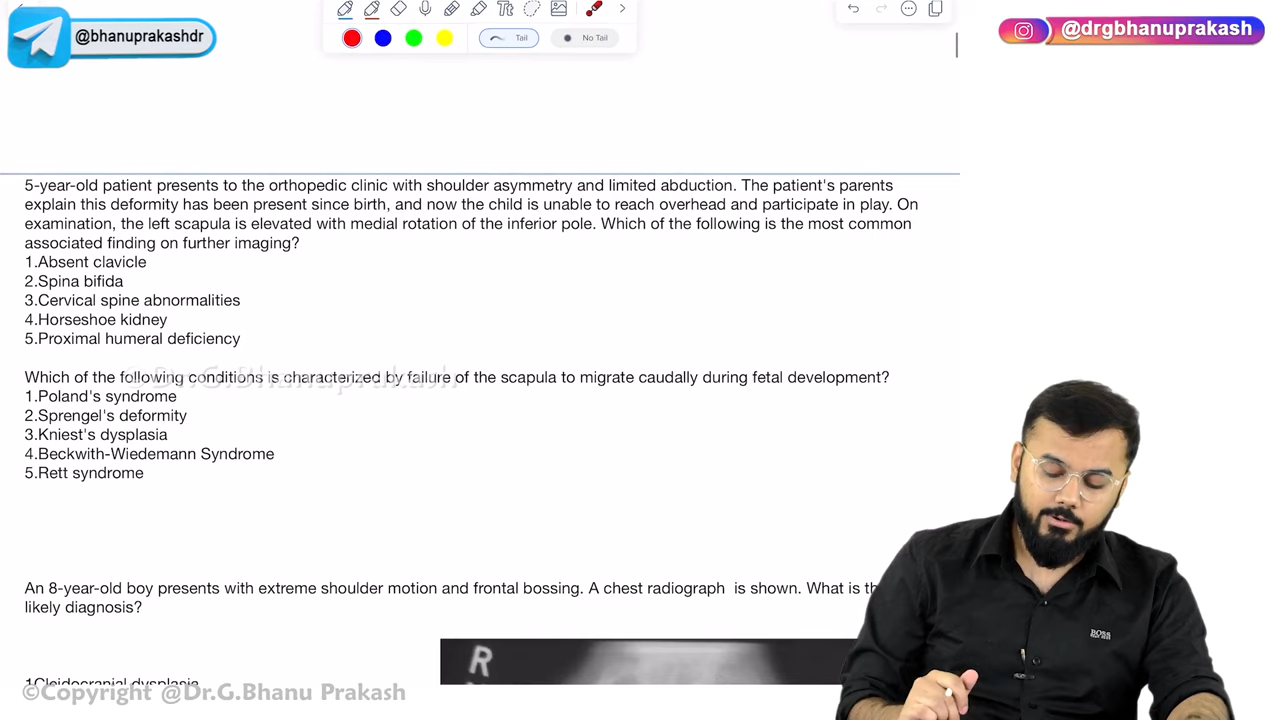 @bhanuprakashdr
Tt
Tail
No Tail
@drgbhanuprakash
5-year-old patient presents to the orthopedic clinic with shoulder asymmetry and limited abduction. The patient's parents
explain this deformity has been present since birth, and now the child is unable to reach overhead and participate in play. On
examination, the left scapula is elevated with medial rotation of the inferior pole. Which of the following is the most common
associated finding on further imaging?
1.Absent clavicle
2.Spina bifida
3.Cervical spine abnormalities
4.Horseshoe kidney
5.Proximal humeral deficiency
©Dr.G.Bhanuprakash
Which of the following conditions is characterized by failure of the scapula to migrate caudally during fetal development?
1.Poland's syndrome
2.Sprengel's deformity
3.Kniest's dysplasia
4.Beckwith-Wiedemann Syndrome
5.Rett syndrome
An 8-year-old boy presents with extreme shoulder motion and frontal bossing. A chest radiograph is shown. What is th
likely diagnosis?
R
1Cleidocranial dysplasia
©Copyright @Dr.G.Bhanu Prakash
BOSS